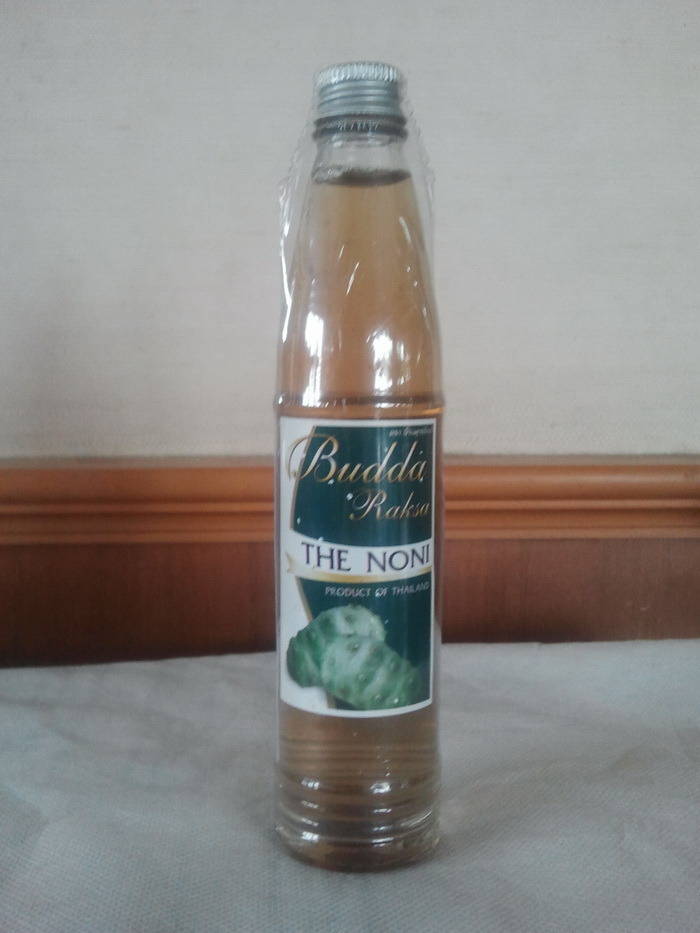 Budda
Raksa
THE NONI
PRODUCT OF THAILAND